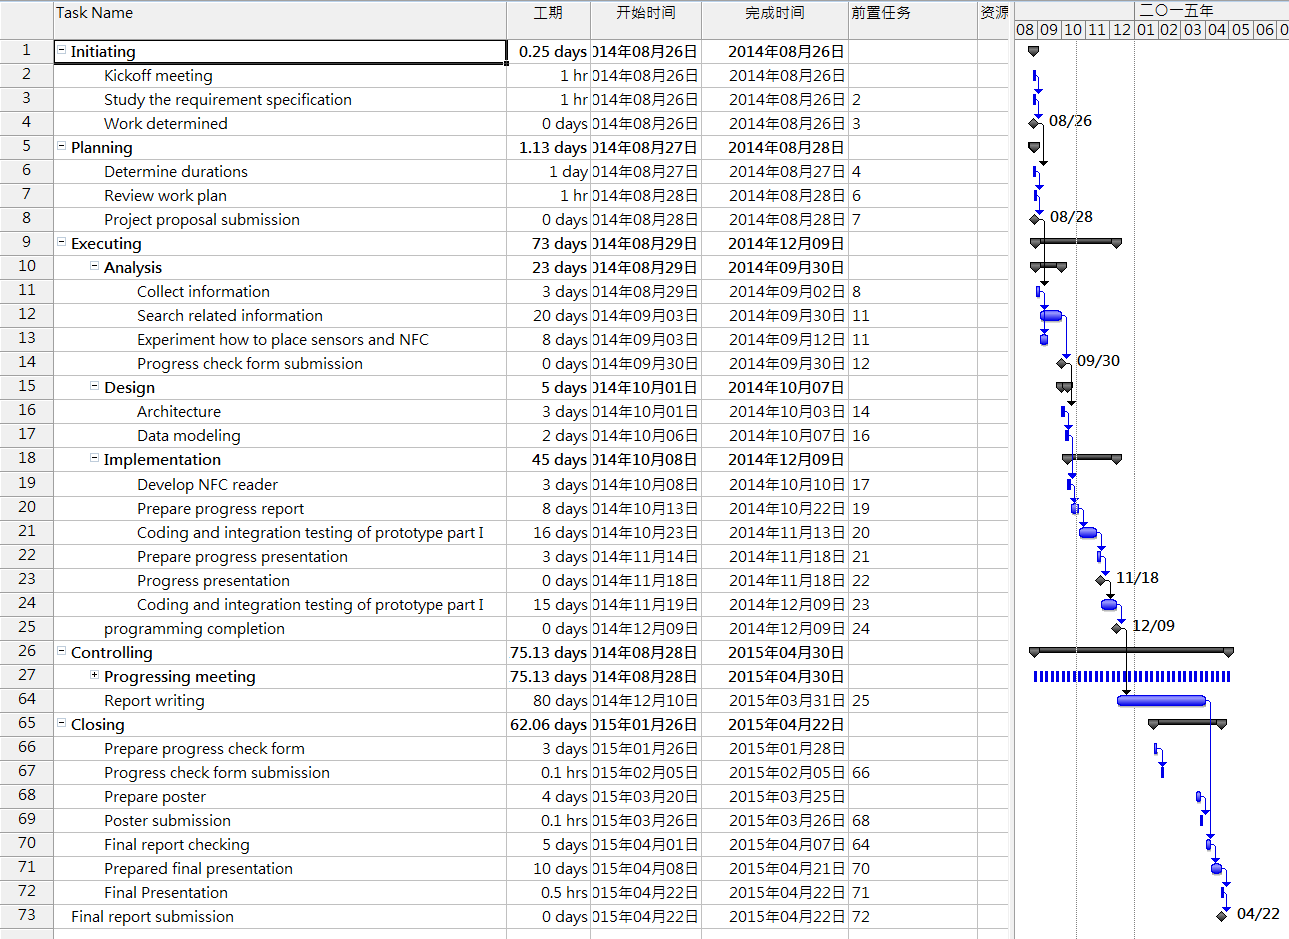 Task Name 工期 开始时间 完成时间 前置任务 资源 二〇一五年
08 09 10 11 12 01 02 03 04 05 06 0
1 Initiating 0.25 days 014年08月26日 2014年08月26日
2 Kickoff meeting 1 hr 014年08月26日 2014年08月26日
3 Study the requirement specification 1 hr 014年08月26日 2014年08月26日 2
4 Work determined 0 days 014年08月26日 2014年08月26日 3 08/26
5 Planning 1.13 days 014年08月27日 2014年08月28日
6 Determine durations 1 day 014年08月27日 2014年08月27日 4
7 Review work plan 1 hr 014年08月28日 2014年08月28日 6
8 Project proposal submission 0 days 014年08月28日 2014年08月28日 7 08/28
9 Executing 73 days 014年08月29日 2014年12月09日
10 Analysis 23 days 014年08月29日 2014年09月30日
11 Collect information 3 days 014年08月29日 2014年09月02日 8
12 Search related information 20 days 014年09月03日 2014年09月30日 11
13 Experiment how to place sensors and NFC 8 days 014年09月03日 2014年09月12日 11
14 Progress check form submission 0 days 014年09月30日 2014年09月30日 12 09/30
15 Design 5 days 014年10月01日 2014年10月07日
16 Architecture 3 days 014年10月01日 2014年10月03日 14
17 Data modeling 2 days 014年10月06日 2014年10月07日 16
18 Implementation 45 days 014年10月08日 2014年12月09日
19 Develop NFC reader 3 days 014年10月08日 2014年10月10日 17
20 Prepare progress report 8 days 014年10月13日 2014年10月22日 19
21 Coding and integration testing of prototype part I 16 days 014年10月23日 2014年11月13日 20
22 Prepare progress presentation 3 days 014年11月14日 2014年11月18日 21
23 Progress presentation 0 days 014年11月18日 2014年11月18日 22 11/18
24 Coding and integration testing of prototype part I 15 days 014年11月19日 2014年12月09日 23
25 programming completion 0 days 014年12月09日 2014年12月09日 24 12/09
26 Controlling 75.13 days 014年08月28日 2015年04月30日
27 Progressing meeting 75.13 days 014年08月28日 2015年04月30日
64 Report writing 80 days 014年12月10日 2015年03月31日 25
65 Closing 62.06 days 015年01月26日 2015年04月22日
66 Prepare progress check form 3 days 015年01月26日 2015年01月28日
67 Progress check form submission 0.1 hrs 015年02月05日 2015年02月05日 66
68 Prepare poster 4 days 015年03月20日 2015年03月25日
69 Poster submission 0.1 hrs 015年03月26日 2015年03月26日 68
70 Final report checking 5 days 015年04月01日 2015年04月07日 64
71 Prepared final presentation 10 days 015年04月08日 2015年04月21日 70
72 Final Presentation 0.5 hrs 015年04月22日 2015年04月22日 71
73 Final report submission 0 days 015年04月22日 2015年04月22日 72 04/22